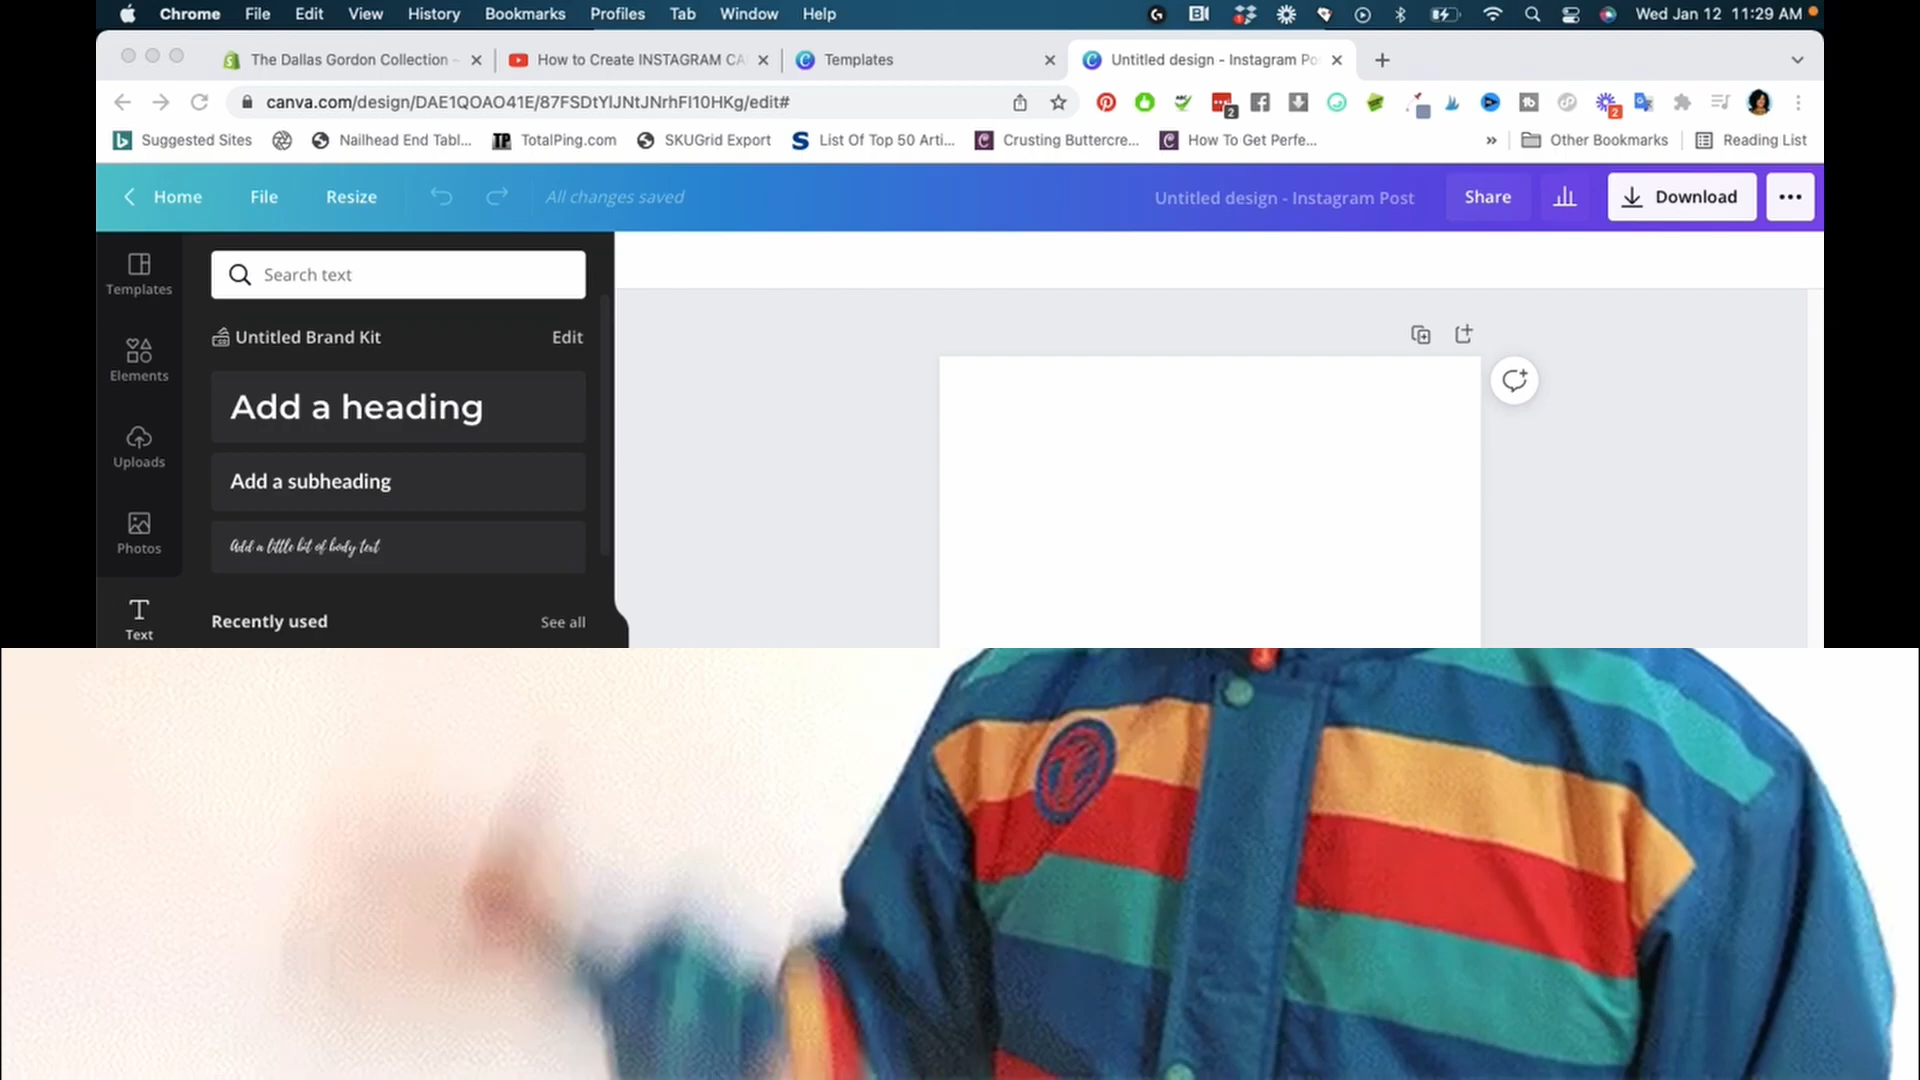 Chrome File Edit View History Bookmarks Profiles Tab Window Help Wed Jan 12 11:29 AM
The Dallas Gordon Collection How to Create INSTAGRAM CA Templates Untitled design - Instagram Po
canva.com/design/DAE1QOAO41E/87FSDtYlJNtJNrhFl10HKg/edit# 2 2
Suggested Sites Nailhead End Tabl... TP TotalPing.com SKUGrid Export List Of Top 50 Arti... Crusting Buttercre... How To Get Perfe... » Other Bookmarks Reading List
Home File Resize All changes saved Untitled design - Instagram Post Share Download
Search text
Templates
Untitled Brand Kit Edit
Elements
Add a heading
Uploads
Add a subheading
Photos
Add a little bit of body text
Text
Recently used See all